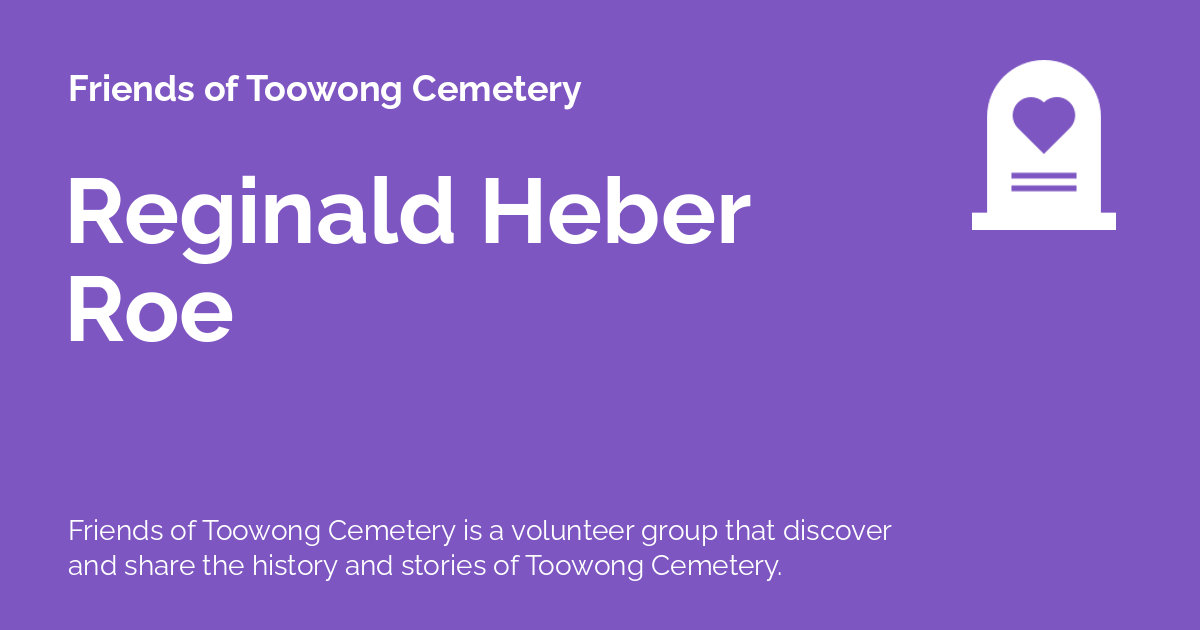 Friends of Toowong Cemetery
Reginald Heber
Roe
Friends of Toowong Cemetery is a volunteer group that discover
and share the history and stories of Toowong Cemetery.